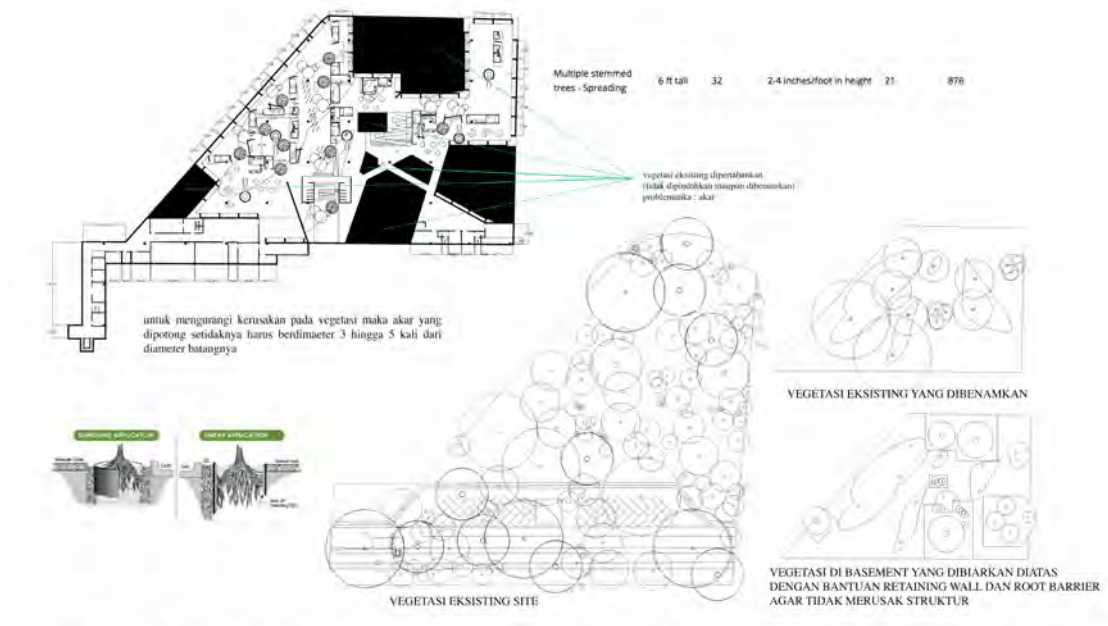 Multiple stemmed
trees - Spreading
6 ft tall 32 2-4 inches/foot in height 21 876
vegetasi eksisting dipertahankan
(tidak dipindahkan maupun dibenamkan)
problematika : akar
untuk mengurangi kerusakan pada vegetasi maka akar yang
dipotong setidaknya harus berdimaeter 3 hingga 5 kali dari
diameter batangnya
VEGETASI EKSISTING YANG DIBENAMKAN
SURROUND APPLICATION
LINEAR APPLICATION
VEGETASI EKSISTING SITE
VEGETASI DI BASEMENT YANG DIBIARKAN DIATAS
DENGAN BANTUAN RETAINING WALL DAN ROOT BARRIER
AGAR TIDAK MERUSAK STRUKTUR